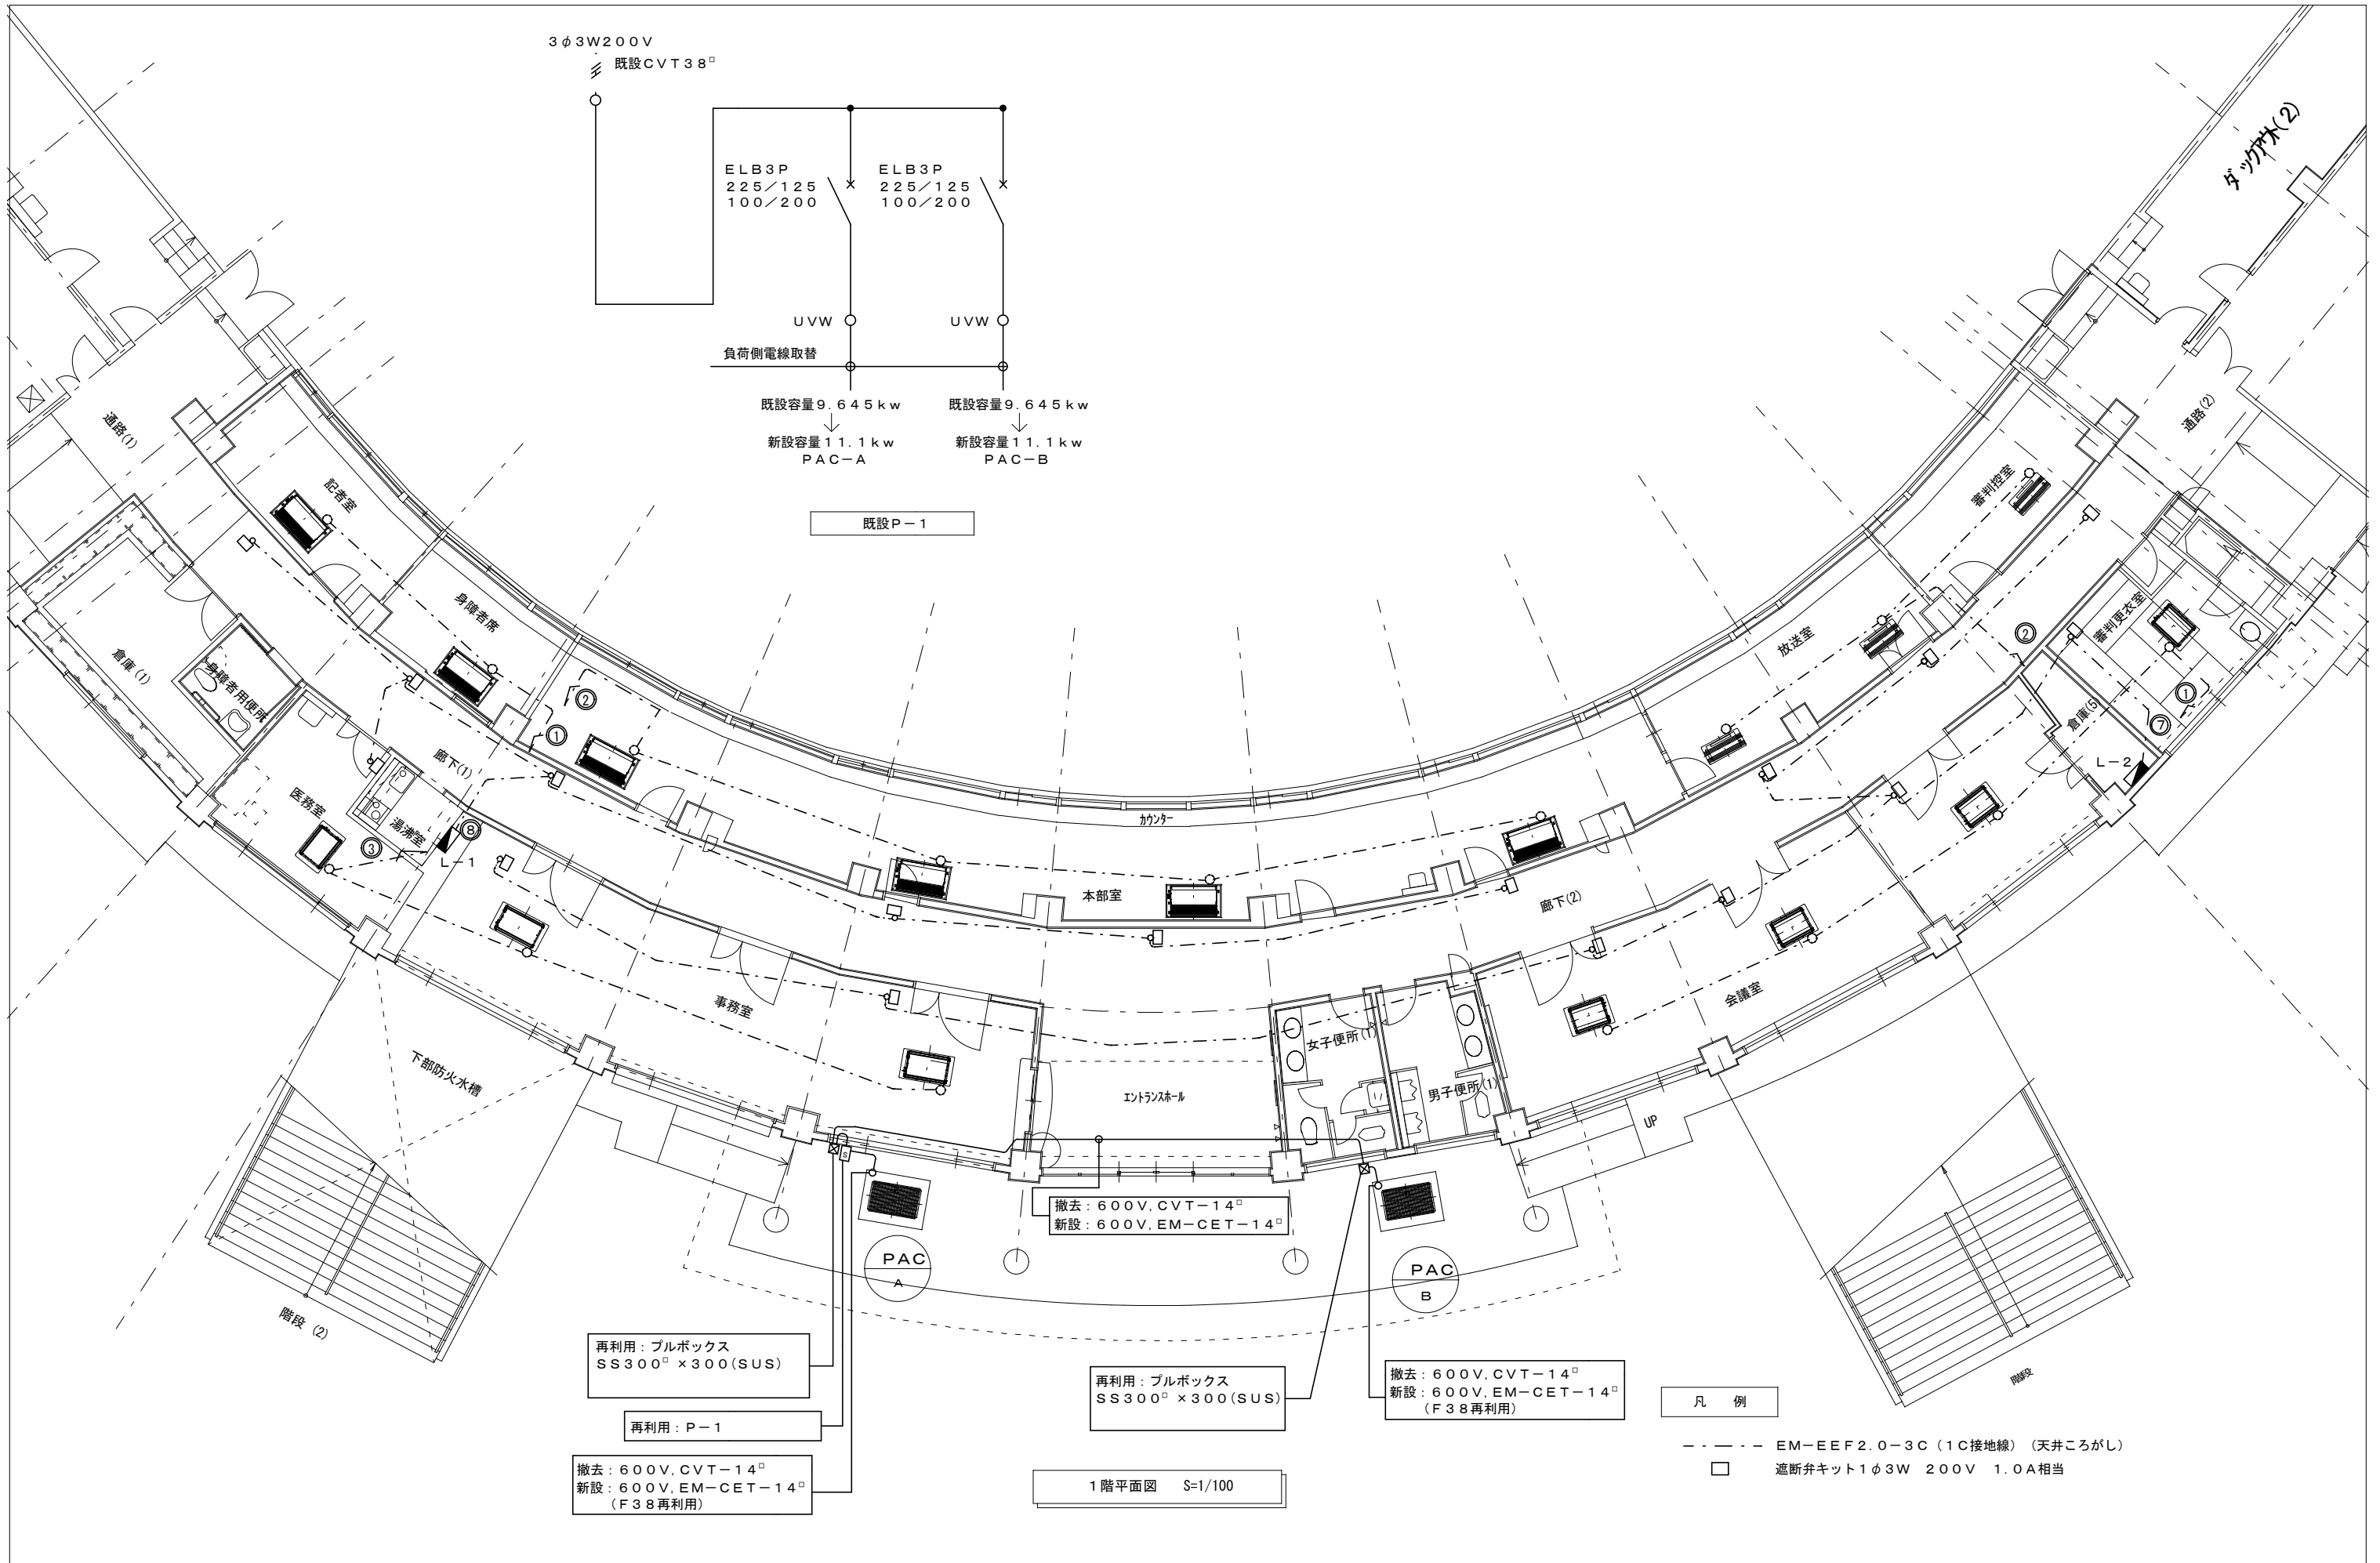 3φ3W200V
既設CVT38□
ELB3P
225/125
100/200
ELB3P
225/125
100/200
UVW
UVW
負荷側電線取替
既設容量9.645kw
↓
新設容量11.1kw
PAC-A
既設容量9.645kw
↓
新設容量11.1kw
PAC-B
既設P-1
ダックアウト(2)
通路(1)
通路(2)
記者室
審判控室
身障者席
放送室
審判更衣室
倉庫(1)
身障者用便所
倉庫(5)
②
①
②
①
⑦
L-2
廊下(1)
医務室
湯沸室
③
⑧
L-1
カウンター
本部室
廊下(2)
事務室
会議室
女子便所(1)
男子便所(1)
エントランスホール
下部防火水槽
UP
S
撤去:600V,CVT-14□
新設:600V,EM-CET-14□
PAC
A
PAC
B
階段 (2)
階段
再利用:プルボックス
SS300□×300(SUS)
再利用:P-1
撤去:600V,CVT-14□
新設:600V,EM-CET-14□
(F38再利用)
再利用:プルボックス
SS300□×300(SUS)
撤去:600V,CVT-14□
新設:600V,EM-CET-14□
(F38再利用)
凡 例
EM-EEF2.0-3C(1C接地線)(天井ころがし)
遮断弁キット1φ3W 200V 1.0A相当
1階平面図 S=1/100